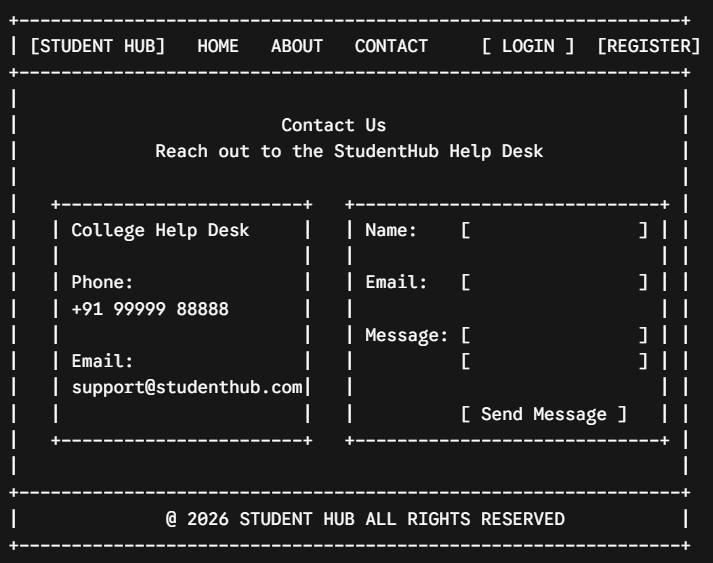 [STUDENT HUB] HOME ABOUT CONTACT [ LOGIN ] [REGISTER]
Contact Us
Reach out to the StudentHub Help Desk
College Help Desk
Phone:
+91 99999 88888
Email:
support@studenthub.com
Name: [ ]
Email: [ ]
Message: [ ]
[ ]
[ Send Message ]
@ 2026 STUDENT HUB ALL RIGHTS RESERVED